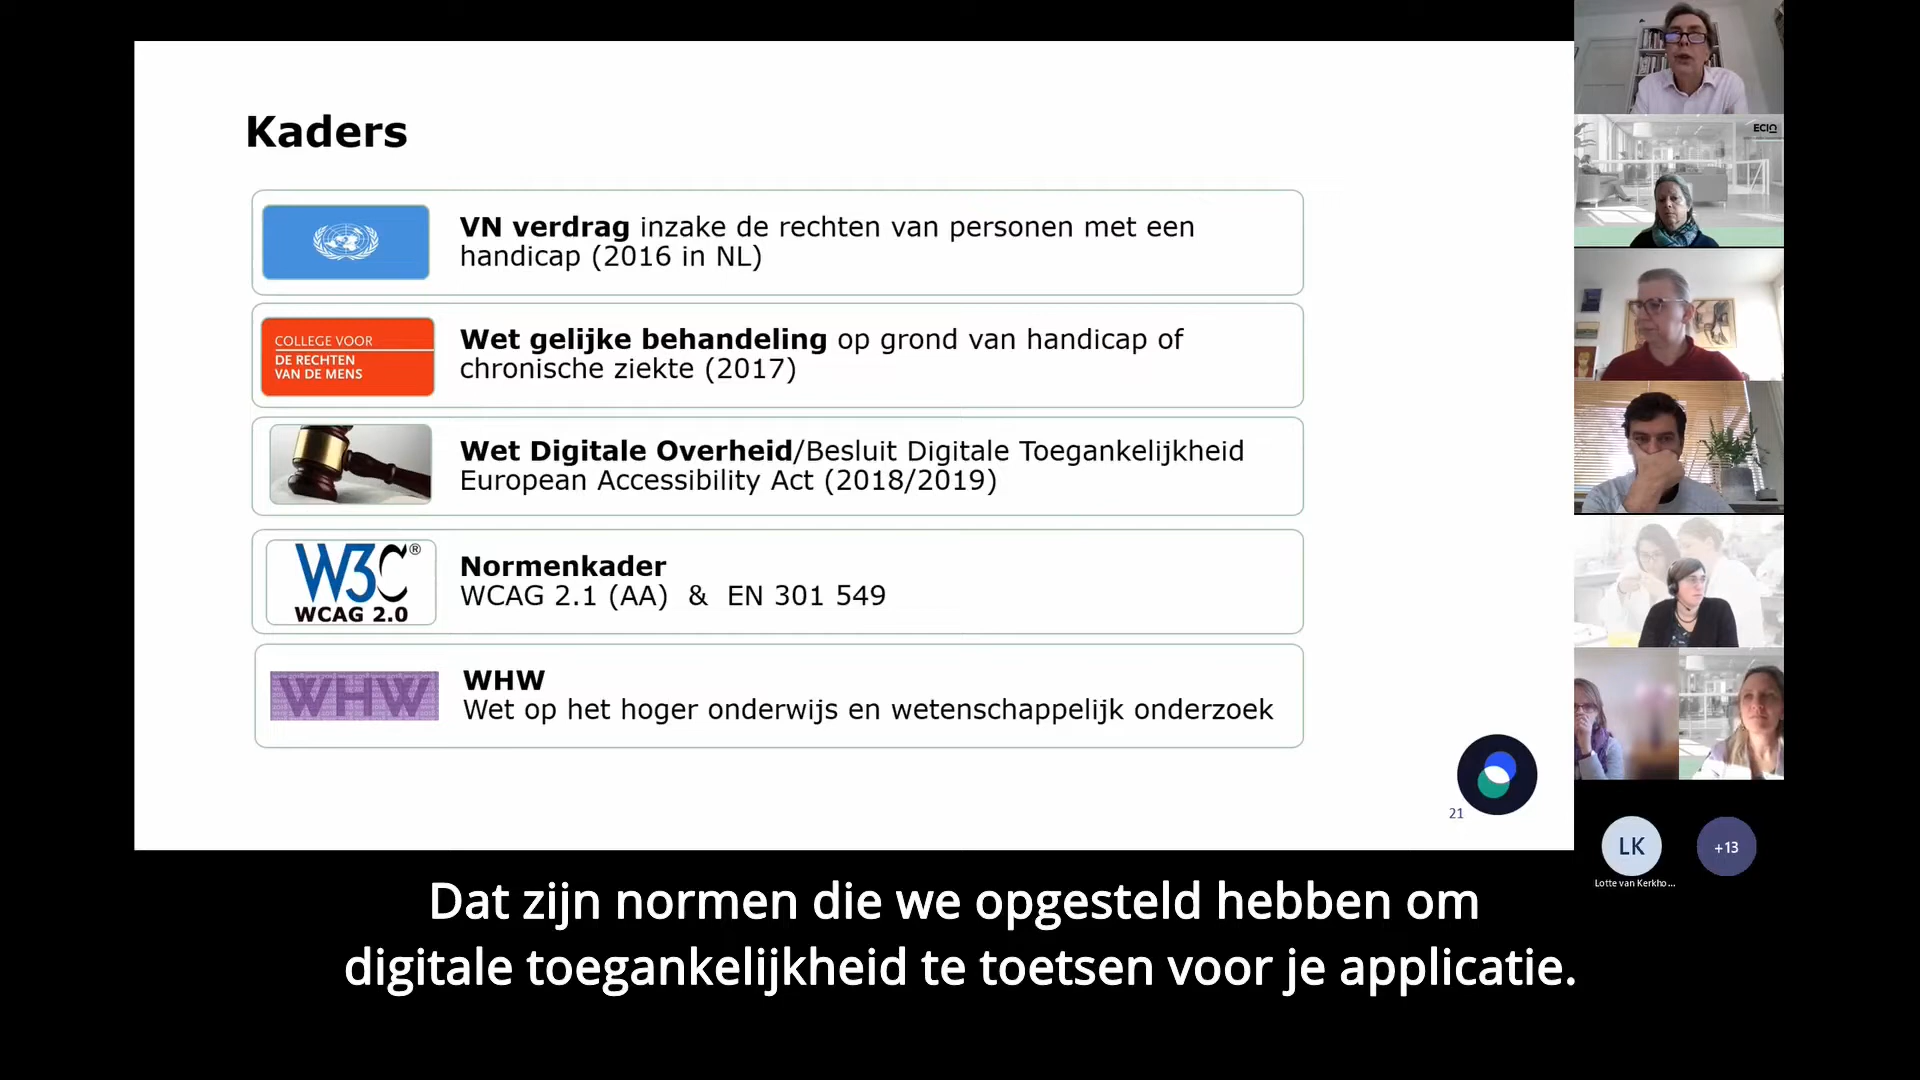 Kaders
VN verdrag inzake de rechten van personen met een
handicap (2016 in NL)
COLLEGE VOOR
DE RECHTEN
VAN DE MENS
Wet gelijke behandeling op grond van handicap of
chronische ziekte (2017)
Wet Digitale Overheid/Besluit Digitale Toegankelijkheid
European Accessibility Act (2018/2019)
W3C®
WCAG 2.0
Normenkader
WCAG 2.1 (AA) & EN 301 549
WHW
WHW
Wet op het hoger onderwijs en wetenschappelijk onderzoek
21
ECIO
LK
+13
Lotte van Kerkho...
Dat zijn normen die we opgesteld hebben om
digitale toegankelijkheid te toetsen voor je applicatie.